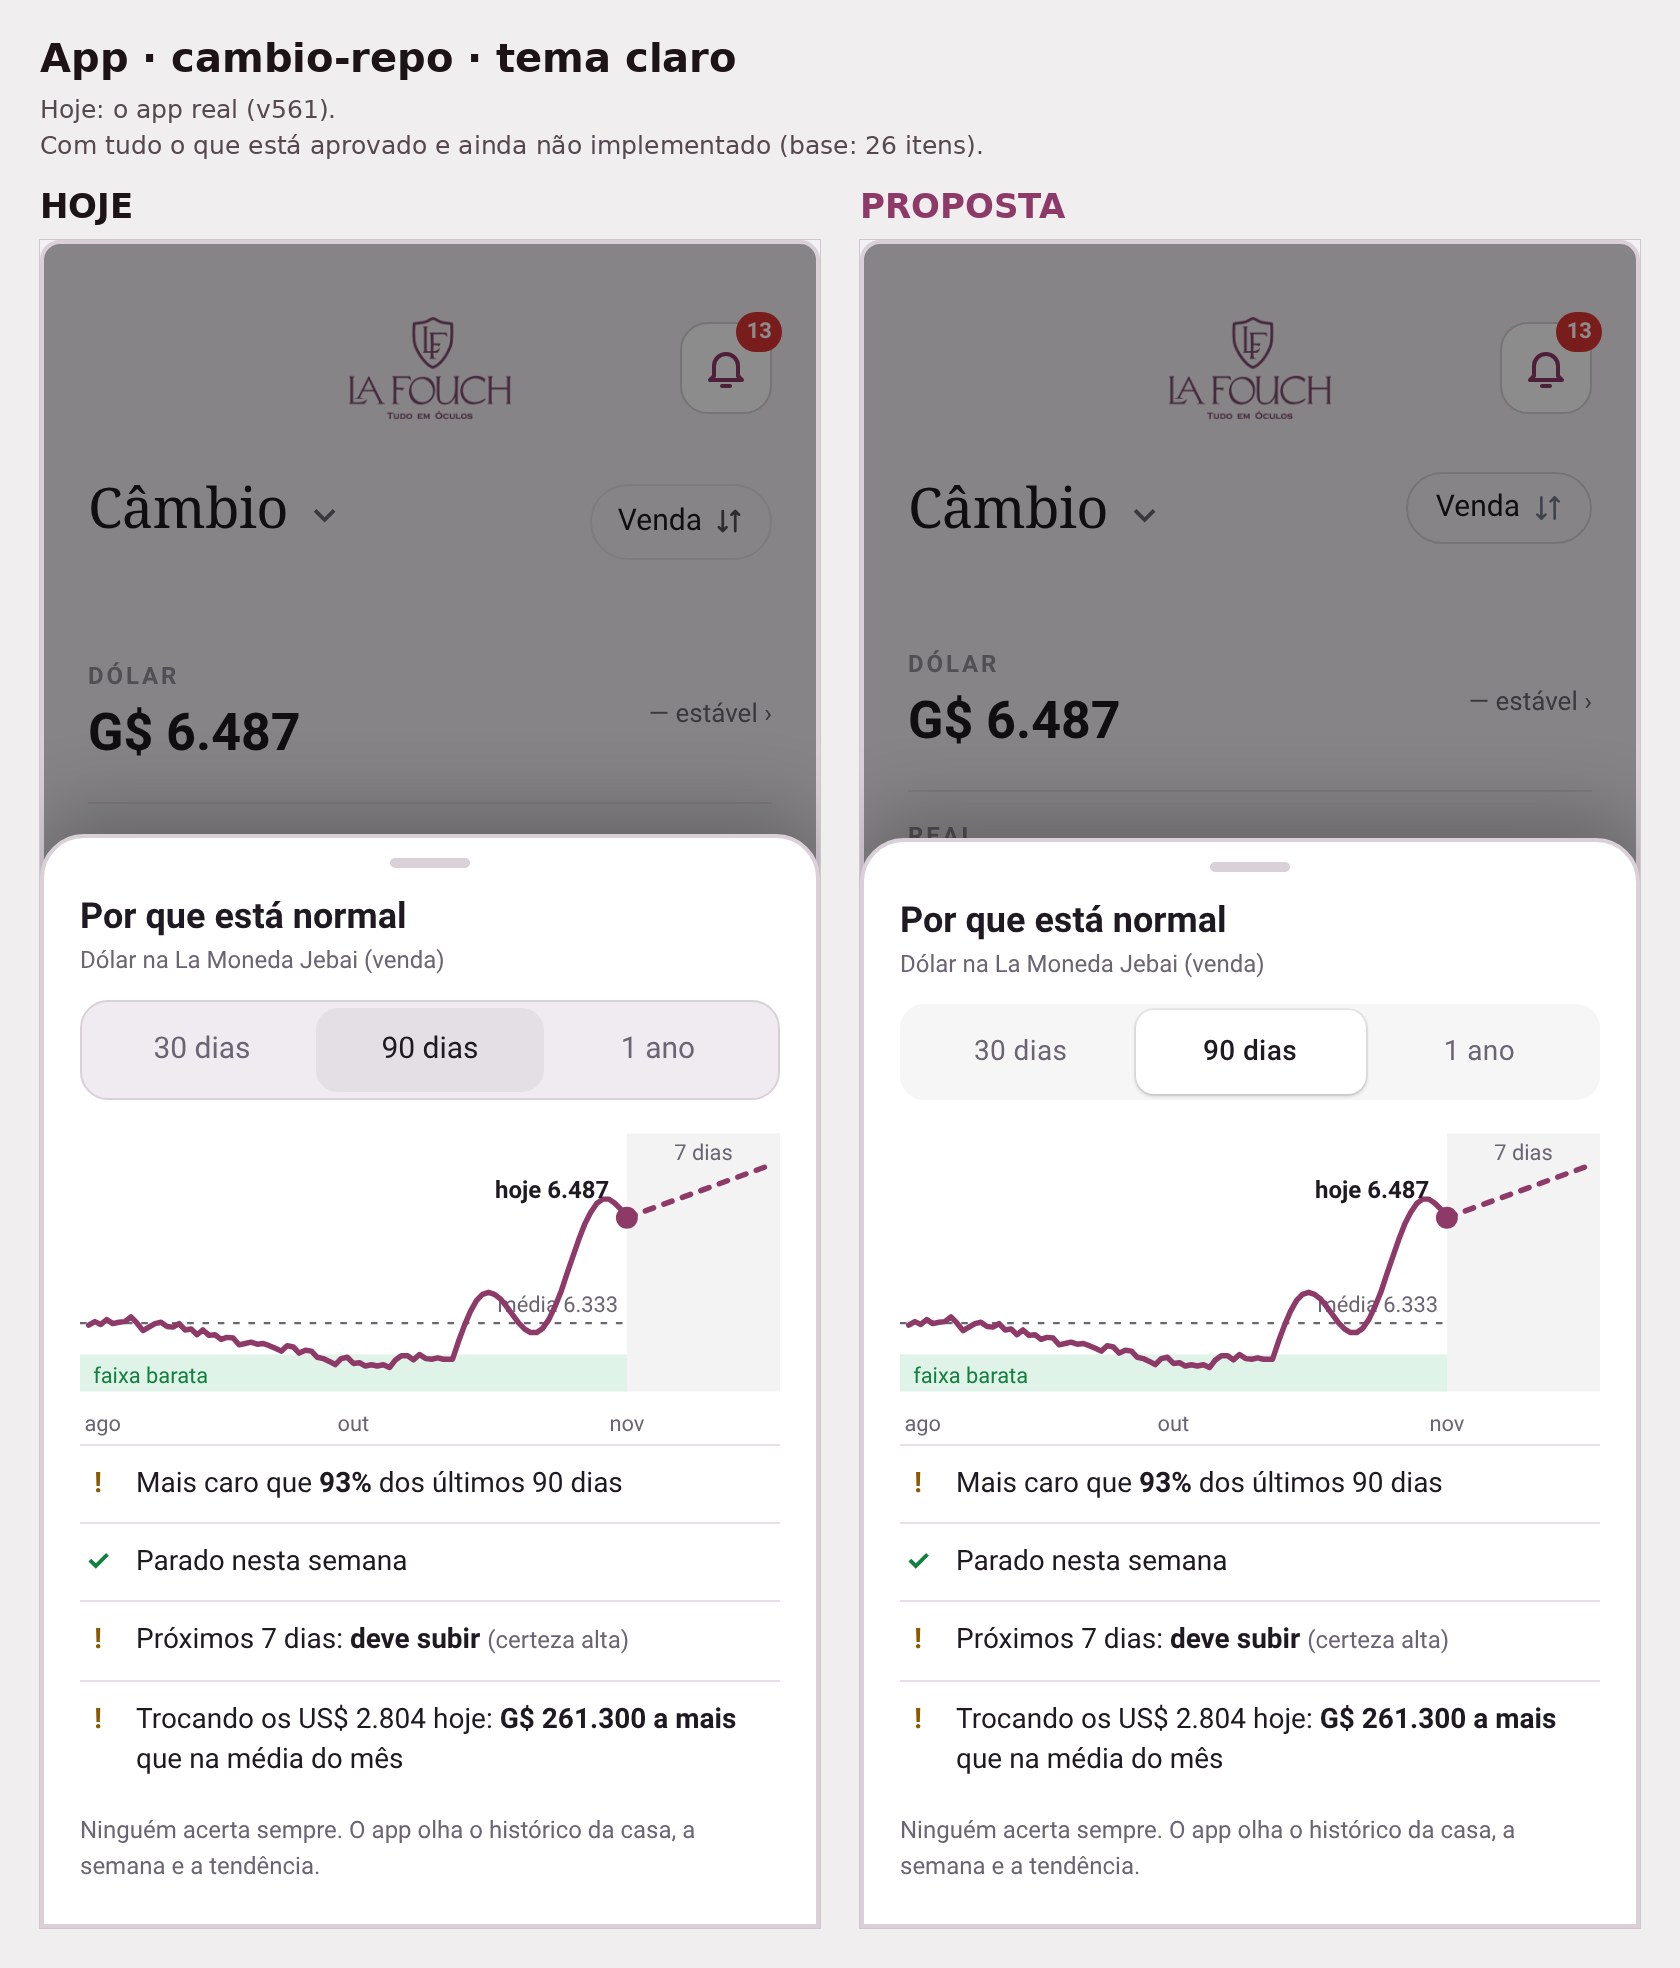 App · cambio-repo · tema claro
Hoje: o app real (v561).
Com tudo o que está aprovado e ainda não implementado (base: 26 itens).
HOJE
13
LF
LA FOUCH
TUDO EM ÓCULOS
Câmbio
Venda
DÓLAR
G$ 6.487
— estável ›
Por que está normal
Dólar na La Moneda Jebai (venda)
30 dias
90 dias
1 ano
7 dias
hoje 6.487
média 6.333
faixa barata
ago
out
nov
! Mais caro que 93% dos últimos 90 dias
Parado nesta semana
! Próximos 7 dias: deve subir (certeza alta)
! Trocando os US$ 2.804 hoje: G$ 261.300 a mais
que na média do mês
Ninguém acerta sempre. O app olha o histórico da casa, a
semana e a tendência.
PROPOSTA
13
LF
LA FOUCH
TUDO EM ÓCULOS
Câmbio
Venda
DÓLAR
G$ 6.487
— estável ›
REAL
Por que está normal
Dólar na La Moneda Jebai (venda)
30 dias
90 dias
1 ano
7 dias
hoje 6.487
média 6.333
faixa barata
ago
out
nov
! Mais caro que 93% dos últimos 90 dias
Parado nesta semana
! Próximos 7 dias: deve subir (certeza alta)
! Trocando os US$ 2.804 hoje: G$ 261.300 a mais
que na média do mês
Ninguém acerta sempre. O app olha o histórico da casa, a
semana e a tendência.